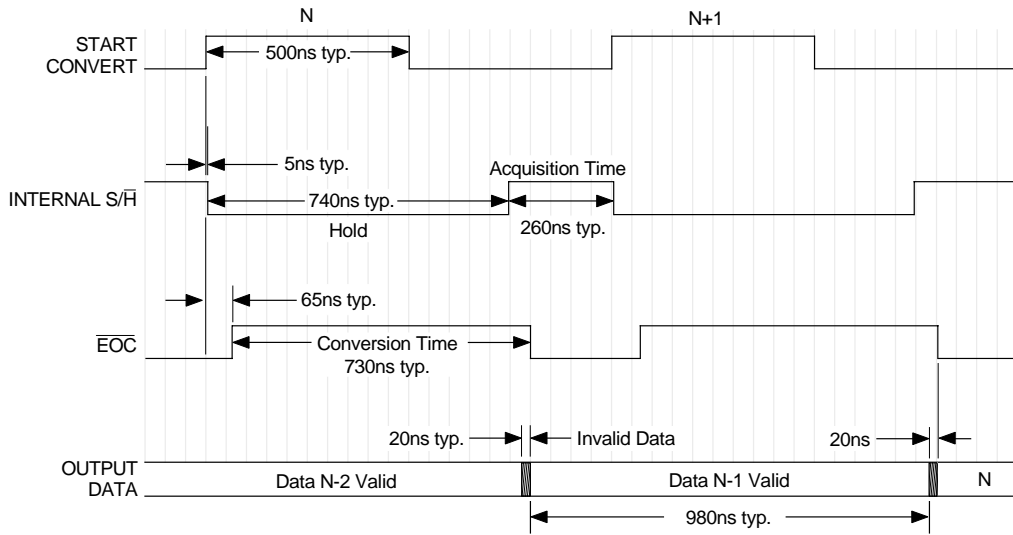 N
N+1
START
CONVERT
500ns typ.
5ns typ.
Acquisition Time
INTERNAL S/H̅
740ns typ.
Hold
260ns typ.
65ns typ.
E̅O̅C̅
Conversion Time
730ns typ.
20ns typ.
Invalid Data
20ns
OUTPUT
DATA
Data N-2 Valid
Data N-1 Valid
N
980ns typ.